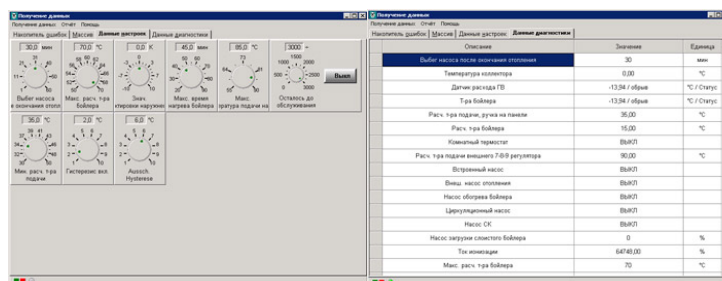 Получение данных
Получение данных Отчёт Помощь
Накопитель ошибок Массив Данные настроек Данные диагностики
30,0 мин
70,0 °C
0,0 K
45,0 мин
85,0 °C
3000 ~
Выбег насоса
Макс. расч. т-ра
бойлера
Знач.
Макс. время
нагрева бойлера
Макс.
Осталось до
обслуживания
Выкл
35,0 °C
2,0 °C
6,0 °C
Мин. расч. т-ра
подачи
Гистерезис вкл.
Aussch.
Hysterese
Получение данных
Получение данных Отчёт Помощь
Накопитель ошибок Массив Данные настроек Данные диагностики
Описание Значение Единица
Выбег насоса после окончания отопления 30 мин
Температура коллектора 0,00 °C
Датчик расхода ГВ -13,94 / обрыв °C / Статус
Т-ра бойлера -13,94 / обрыв °C / Статус
Расч. т-ра подачи, ручка на панели 35,00 °C
Расч. т-ра бойлера 15,00 °C
Комнатный термостат ВЫКЛ
Расч. т-ра подачи внешнего 7-8-9 регулятора 90,00 °C
Встроенный насос ВЫКЛ
Внеш. насос отопления ВЫКЛ
Насос обогрева бойлера ВЫКЛ
Циркуляционный насос ВЫКЛ
Насос СК ВЫКЛ
Насос загрузки слоистого бойлера 0 %
Ток ионизации 64749,00 %
Макс. расч. т-ра бойлера 70 °C